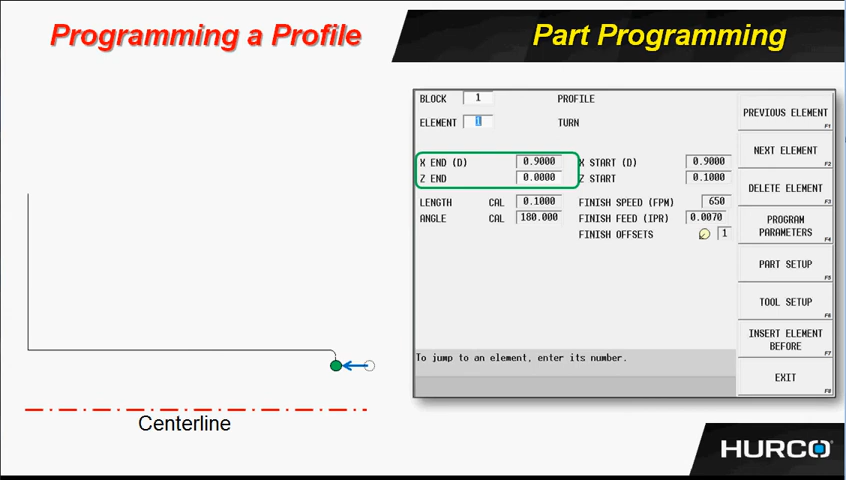 Programming a Profile
Part Programming
BLOCK 1 PROFILE
ELEMENT 1 TURN
X END (D) 0.9000 X START (D) 0.9000
Z END 0.0000 Z START 0.1000
LENGTH CAL 0.1000 FINISH SPEED (FPM) 650
ANGLE CAL 180.000 FINISH FEED (IPR) 0.0070
FINISH OFFSETS 1
To jump to an element, enter its number.
PREVIOUS ELEMENT
F1
NEXT ELEMENT
F2
DELETE ELEMENT
F3
PROGRAM
PARAMETERS
F4
PART SETUP
F5
TOOL SETUP
F6
INSERT ELEMENT
BEFORE
F7
EXIT
F8
Centerline
HURCO